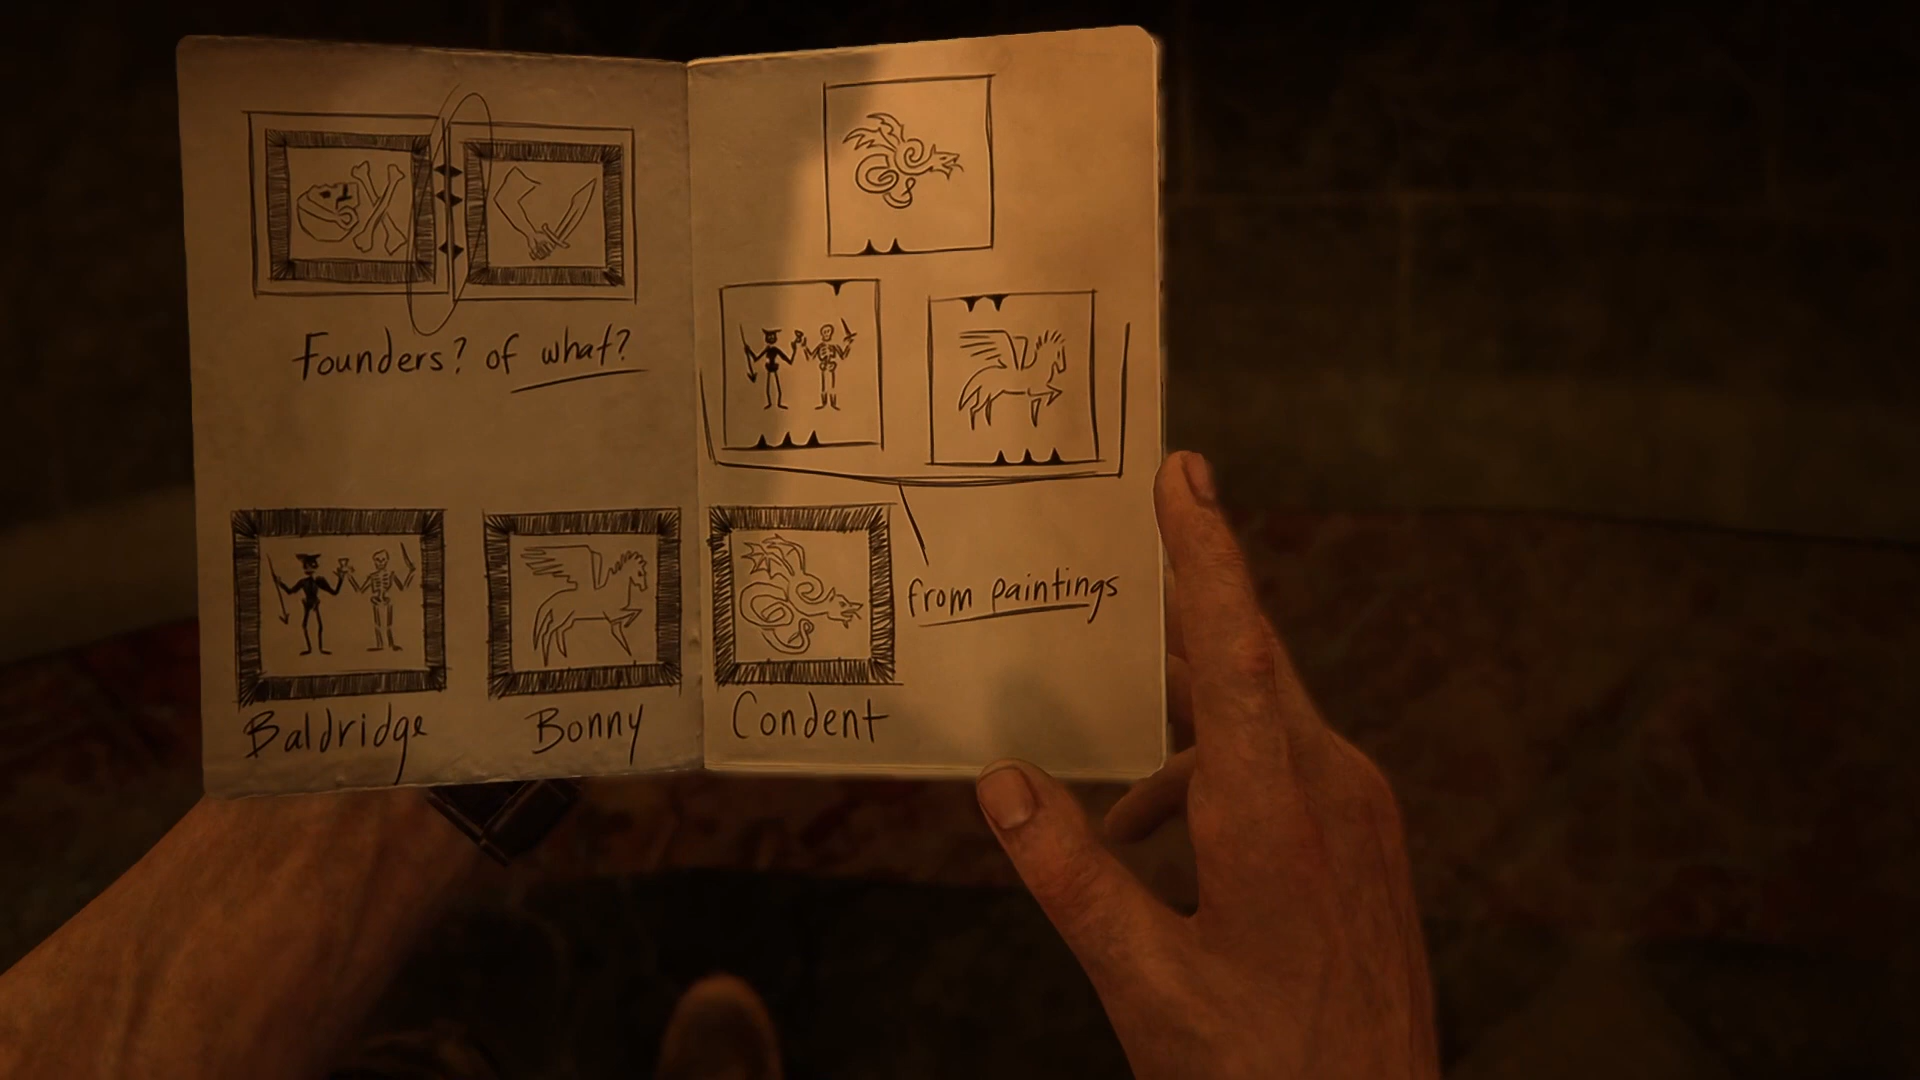 Founders? of what?
Baldridge
Bonny
Condent
from paintings